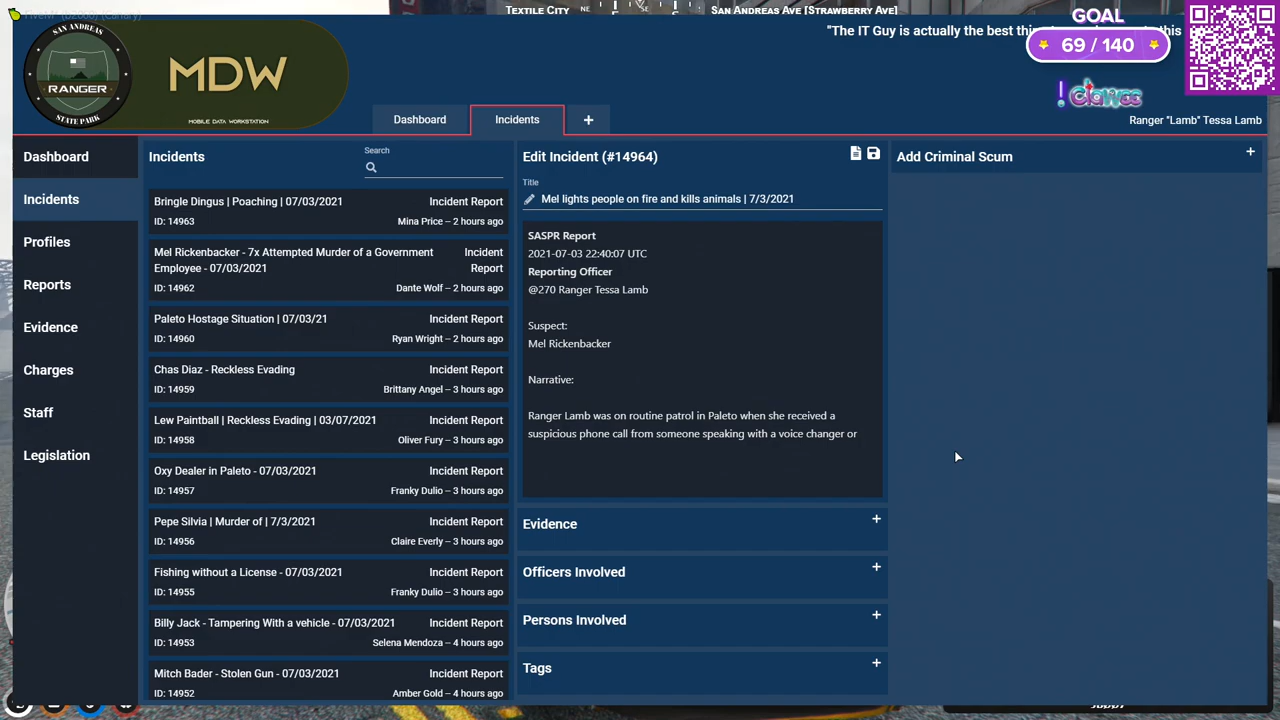 FiveM® (b2060) (Canary)
TEXTILE CITY
NE
E
SE
SAN ANDREAS AVE [STRAWBERRY AVE]
SAN ANDREAS
RANGER
STATE PARK
MDW
MOBILE DATA WORKSTATION
"The IT Guy is actually the best
this
GOAL
69 / 140
! Clawee
Dashboard
Incidents
+
Ranger "Lamb" Tessa Lamb
Dashboard
Incidents
Profiles
Reports
Evidence
Charges
Staff
Legislation
Incidents
Search
Bringle Dingus | Poaching | 07/03/2021
Incident Report
ID: 14963
Mina Price – 2 hours ago
Mel Rickenbacker - 7x Attempted Murder of a Government
Employee - 07/03/2021
Incident
Report
ID: 14962
Dante Wolf – 2 hours ago
Paleto Hostage Situation | 07/03/21
Incident Report
ID: 14960
Ryan Wright – 2 hours ago
Chas Diaz - Reckless Evading
Incident Report
ID: 14959
Brittany Angel – 3 hours ago
Lew Paintball | Reckless Evading | 03/07/2021
Incident Report
ID: 14958
Oliver Fury – 3 hours ago
Oxy Dealer in Paleto - 07/03/2021
Incident Report
ID: 14957
Franky Dulio – 3 hours ago
Pepe Silvia | Murder of | 7/3/2021
Incident Report
ID: 14956
Claire Everly – 3 hours ago
Fishing without a License - 07/03/2021
Incident Report
ID: 14955
Franky Dulio – 3 hours ago
Billy Jack - Tampering With a vehicle - 07/03/2021
Incident Report
ID: 14953
Selena Mendoza – 4 hours ago
Mitch Bader - Stolen Gun - 07/03/2021
Incident Report
ID: 14952
Amber Gold – 4 hours ago
Edit Incident (#14964)
Title
Mel lights people on fire and kills animals | 7/3/2021
SASPR Report
2021-07-03 22:40:07 UTC
Reporting Officer
@270 Ranger Tessa Lamb
Suspect:
Mel Rickenbacker
Narrative:
Ranger Lamb was on routine patrol in Paleto when she received a
suspicious phone call from someone speaking with a voice changer or
Evidence
+
Officers Involved
+
Persons Involved
+
Tags
+
Add Criminal Scum
+